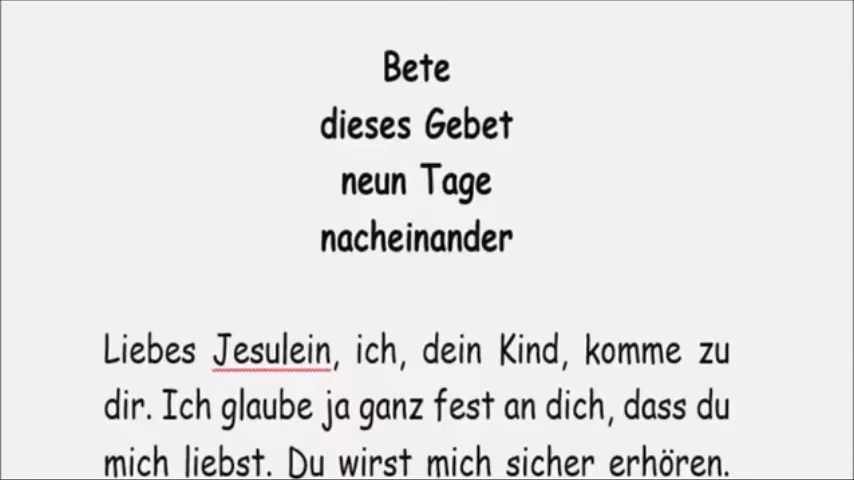 Bete
dieses Gebet
neun Tage
nacheinander
Liebes Jesulein, ich, dein Kind, komme zu
dir. Ich glaube ja ganz fest an dich, dass du
mich liebst. Du wirst mich sicher erhören.